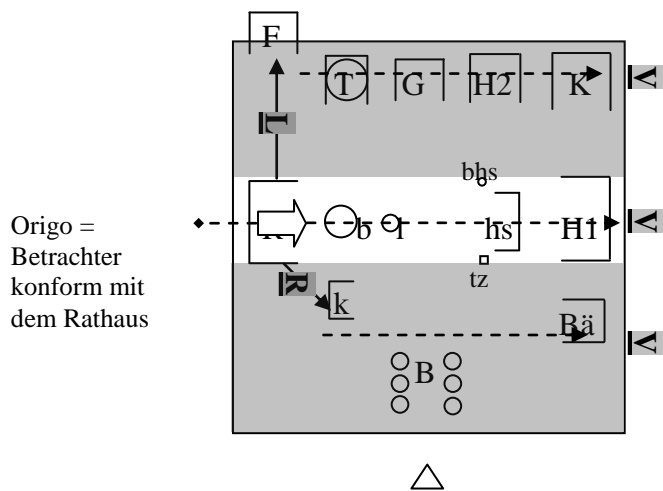 F
T G H2 K V
L
bhs
R b l hs H1 V
Origo =
Betrachter
konform mit
dem Rathaus
tz
R
k
Bä V
B